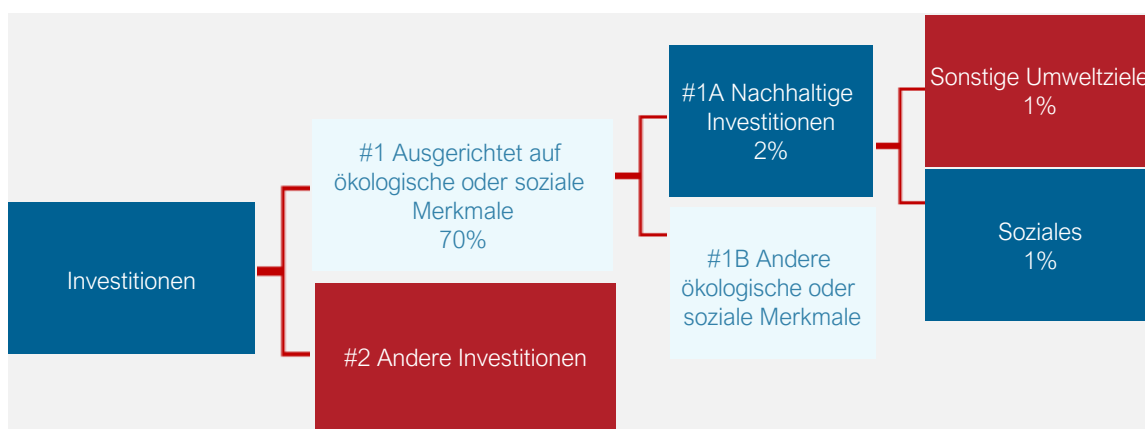 Investitionen
#1 Ausgerichtet auf
ökologische oder soziale
Merkmale
70%
#2 Andere Investitionen
#1A Nachhaltige
Investitionen
2%
#1B Andere
ökologische oder
soziale Merkmale
Sonstige Umweltziele
1%
Soziales
1%